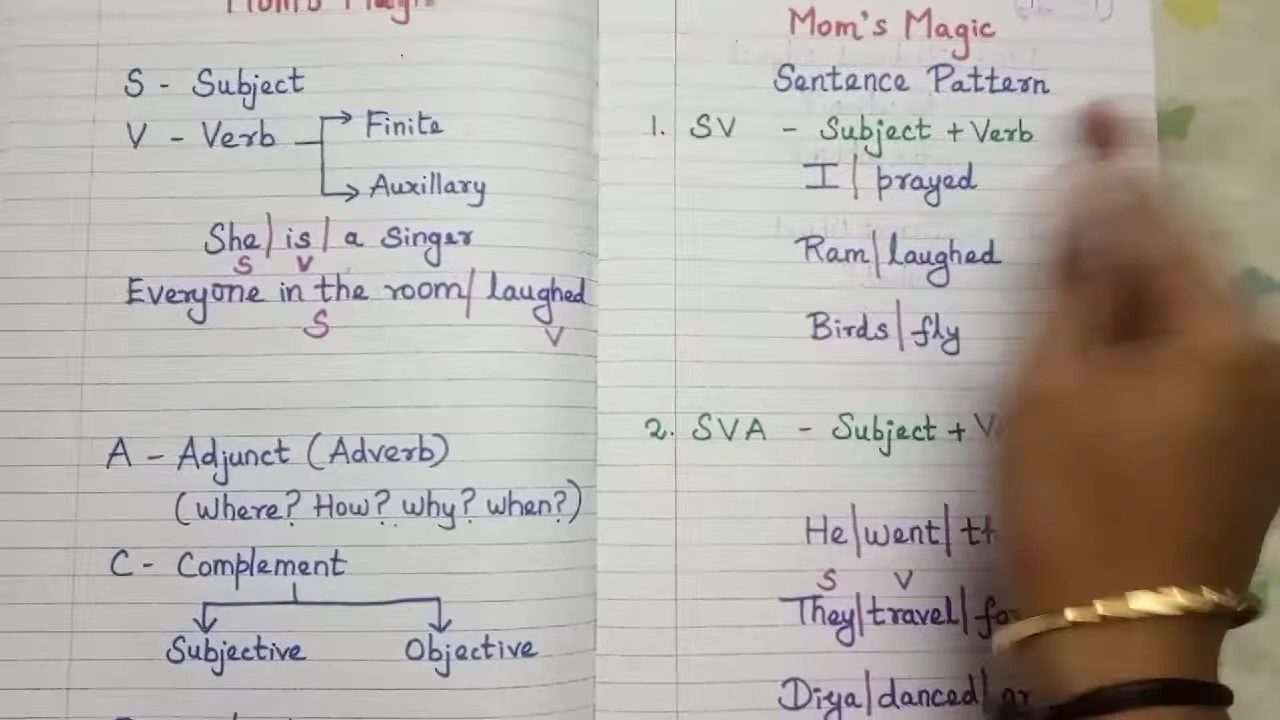 Mom's Magic
S - Subject
V - Verb
Finite
Auxillary
She| is| a Singer
S V
Everyone in the room| laughed
S V
A - Adjunct (Adverb)
(Where? How? Why? When?)
C - Complement
Subjective Objective
Mom's Magic
Sentence Pattern
1. SV - Subject + Verb
I| prayed
Ram| laughed
Birds| fly
2. SVA - Subject +
He|went|
S V
They|travel|
Diya|danced|